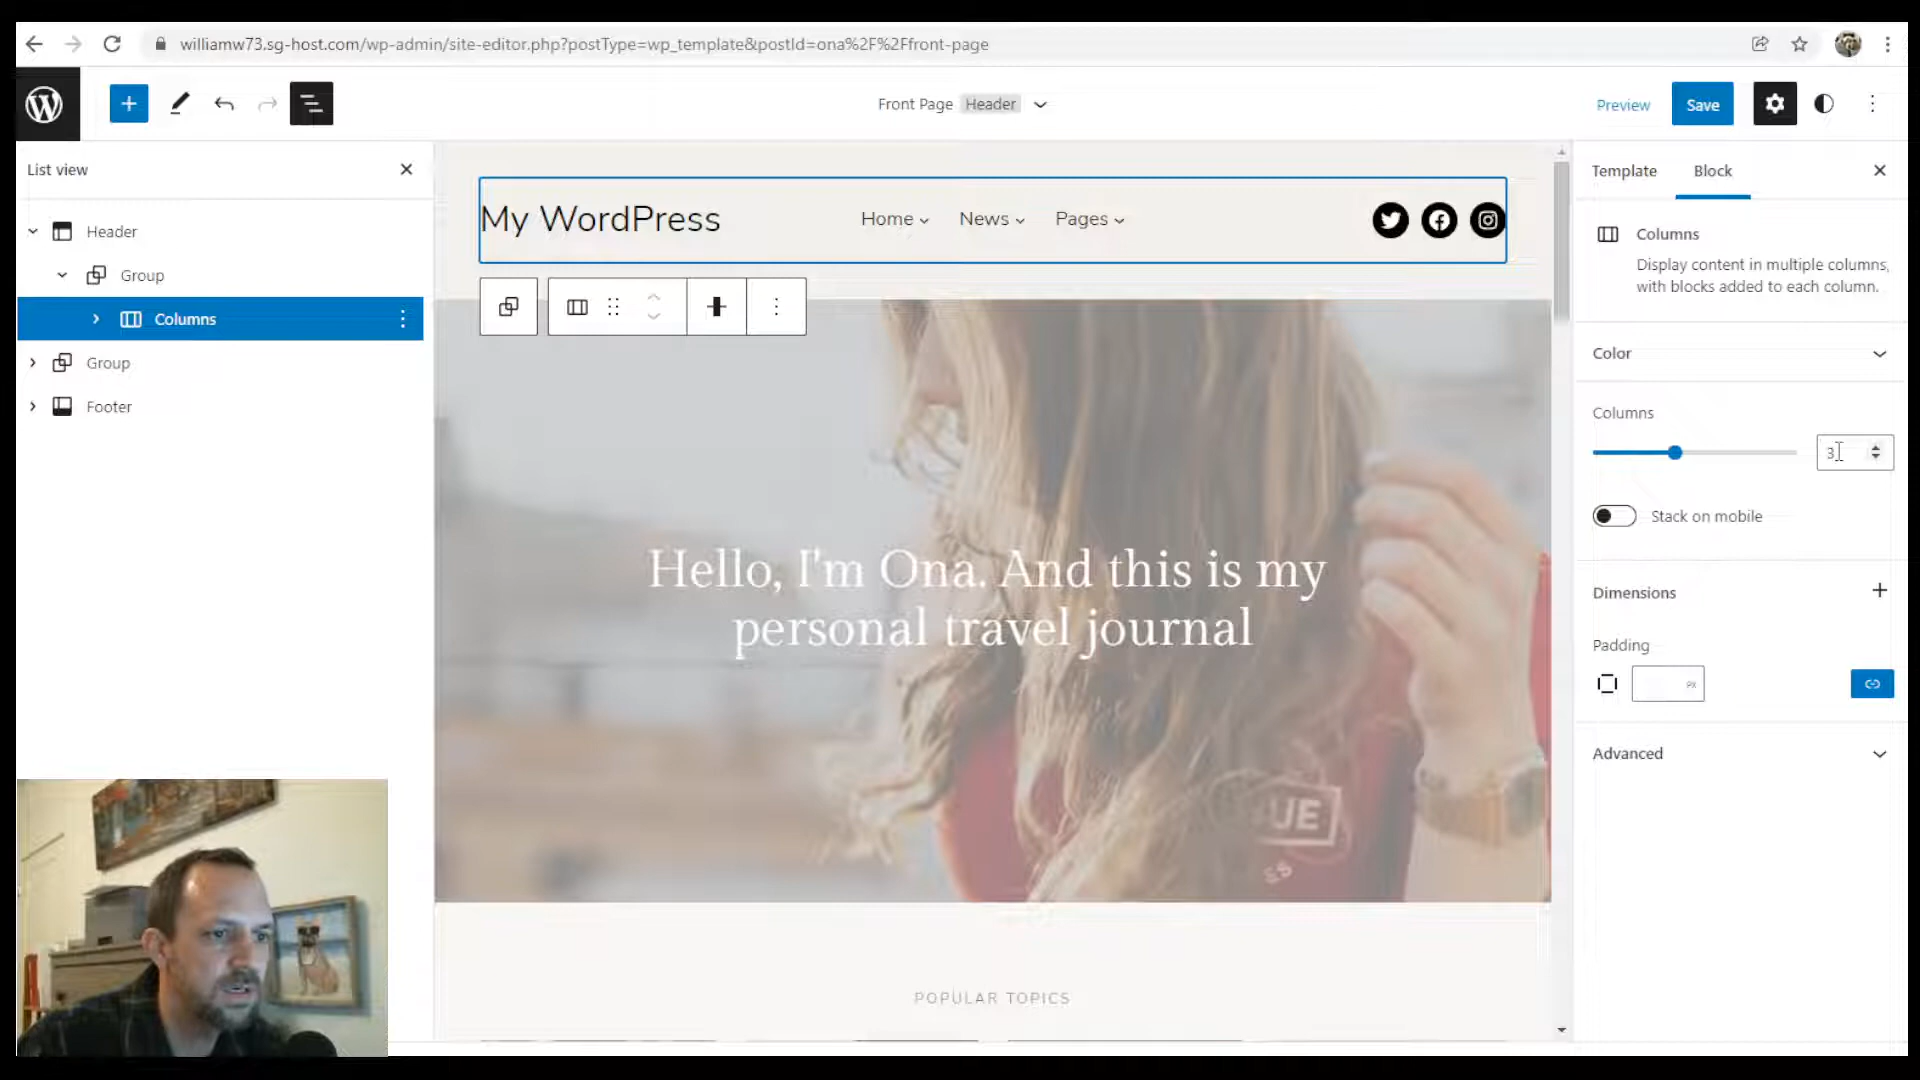 williamw73.sg-host.com/wp-admin/site-editor.php?postType=wp_template&postId=ona%2F%2Ffront-page
Front Page Header
Preview
Save
List view
Header
Group
Columns
Group
Footer
My WordPress
Home
News
Pages
Hello, I'm Ona. And this is my
personal travel journal
POPULAR TOPICS
Template
Block
Columns
Display content in multiple columns,
with blocks added to each column.
Color
Columns
3
Stack on mobile
Dimensions
Padding
PX
Advanced